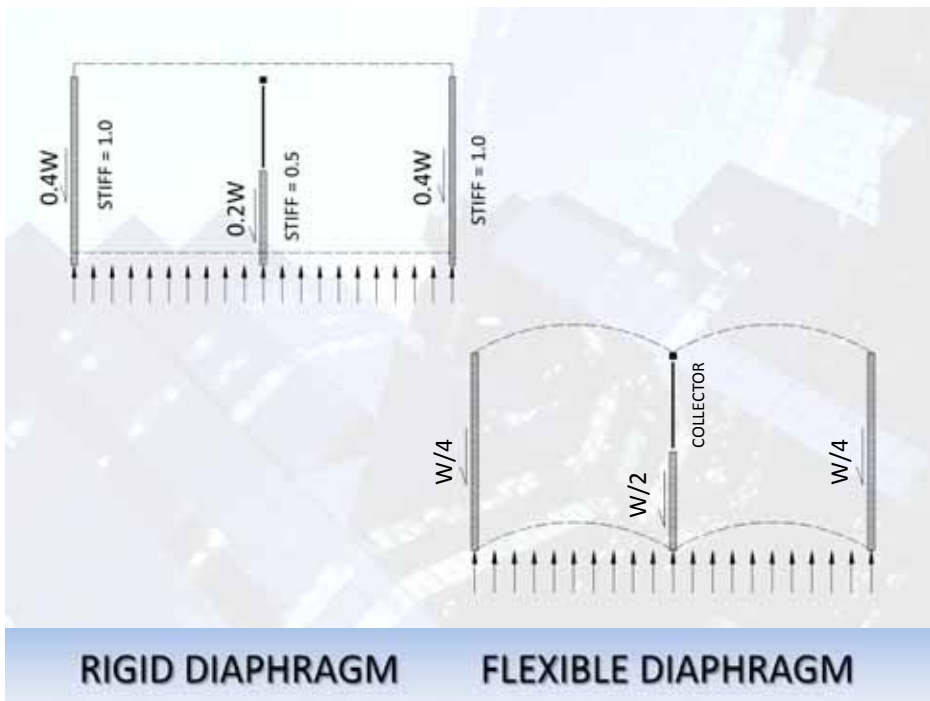 0.4W
STIFF = 1.0
0.2W
STIFF = 0.5
0.4W
STIFF = 1.0
W/4
W/2
COLLECTOR
W/4
RIGID DIAPHRAGM
FLEXIBLE DIAPHRAGM